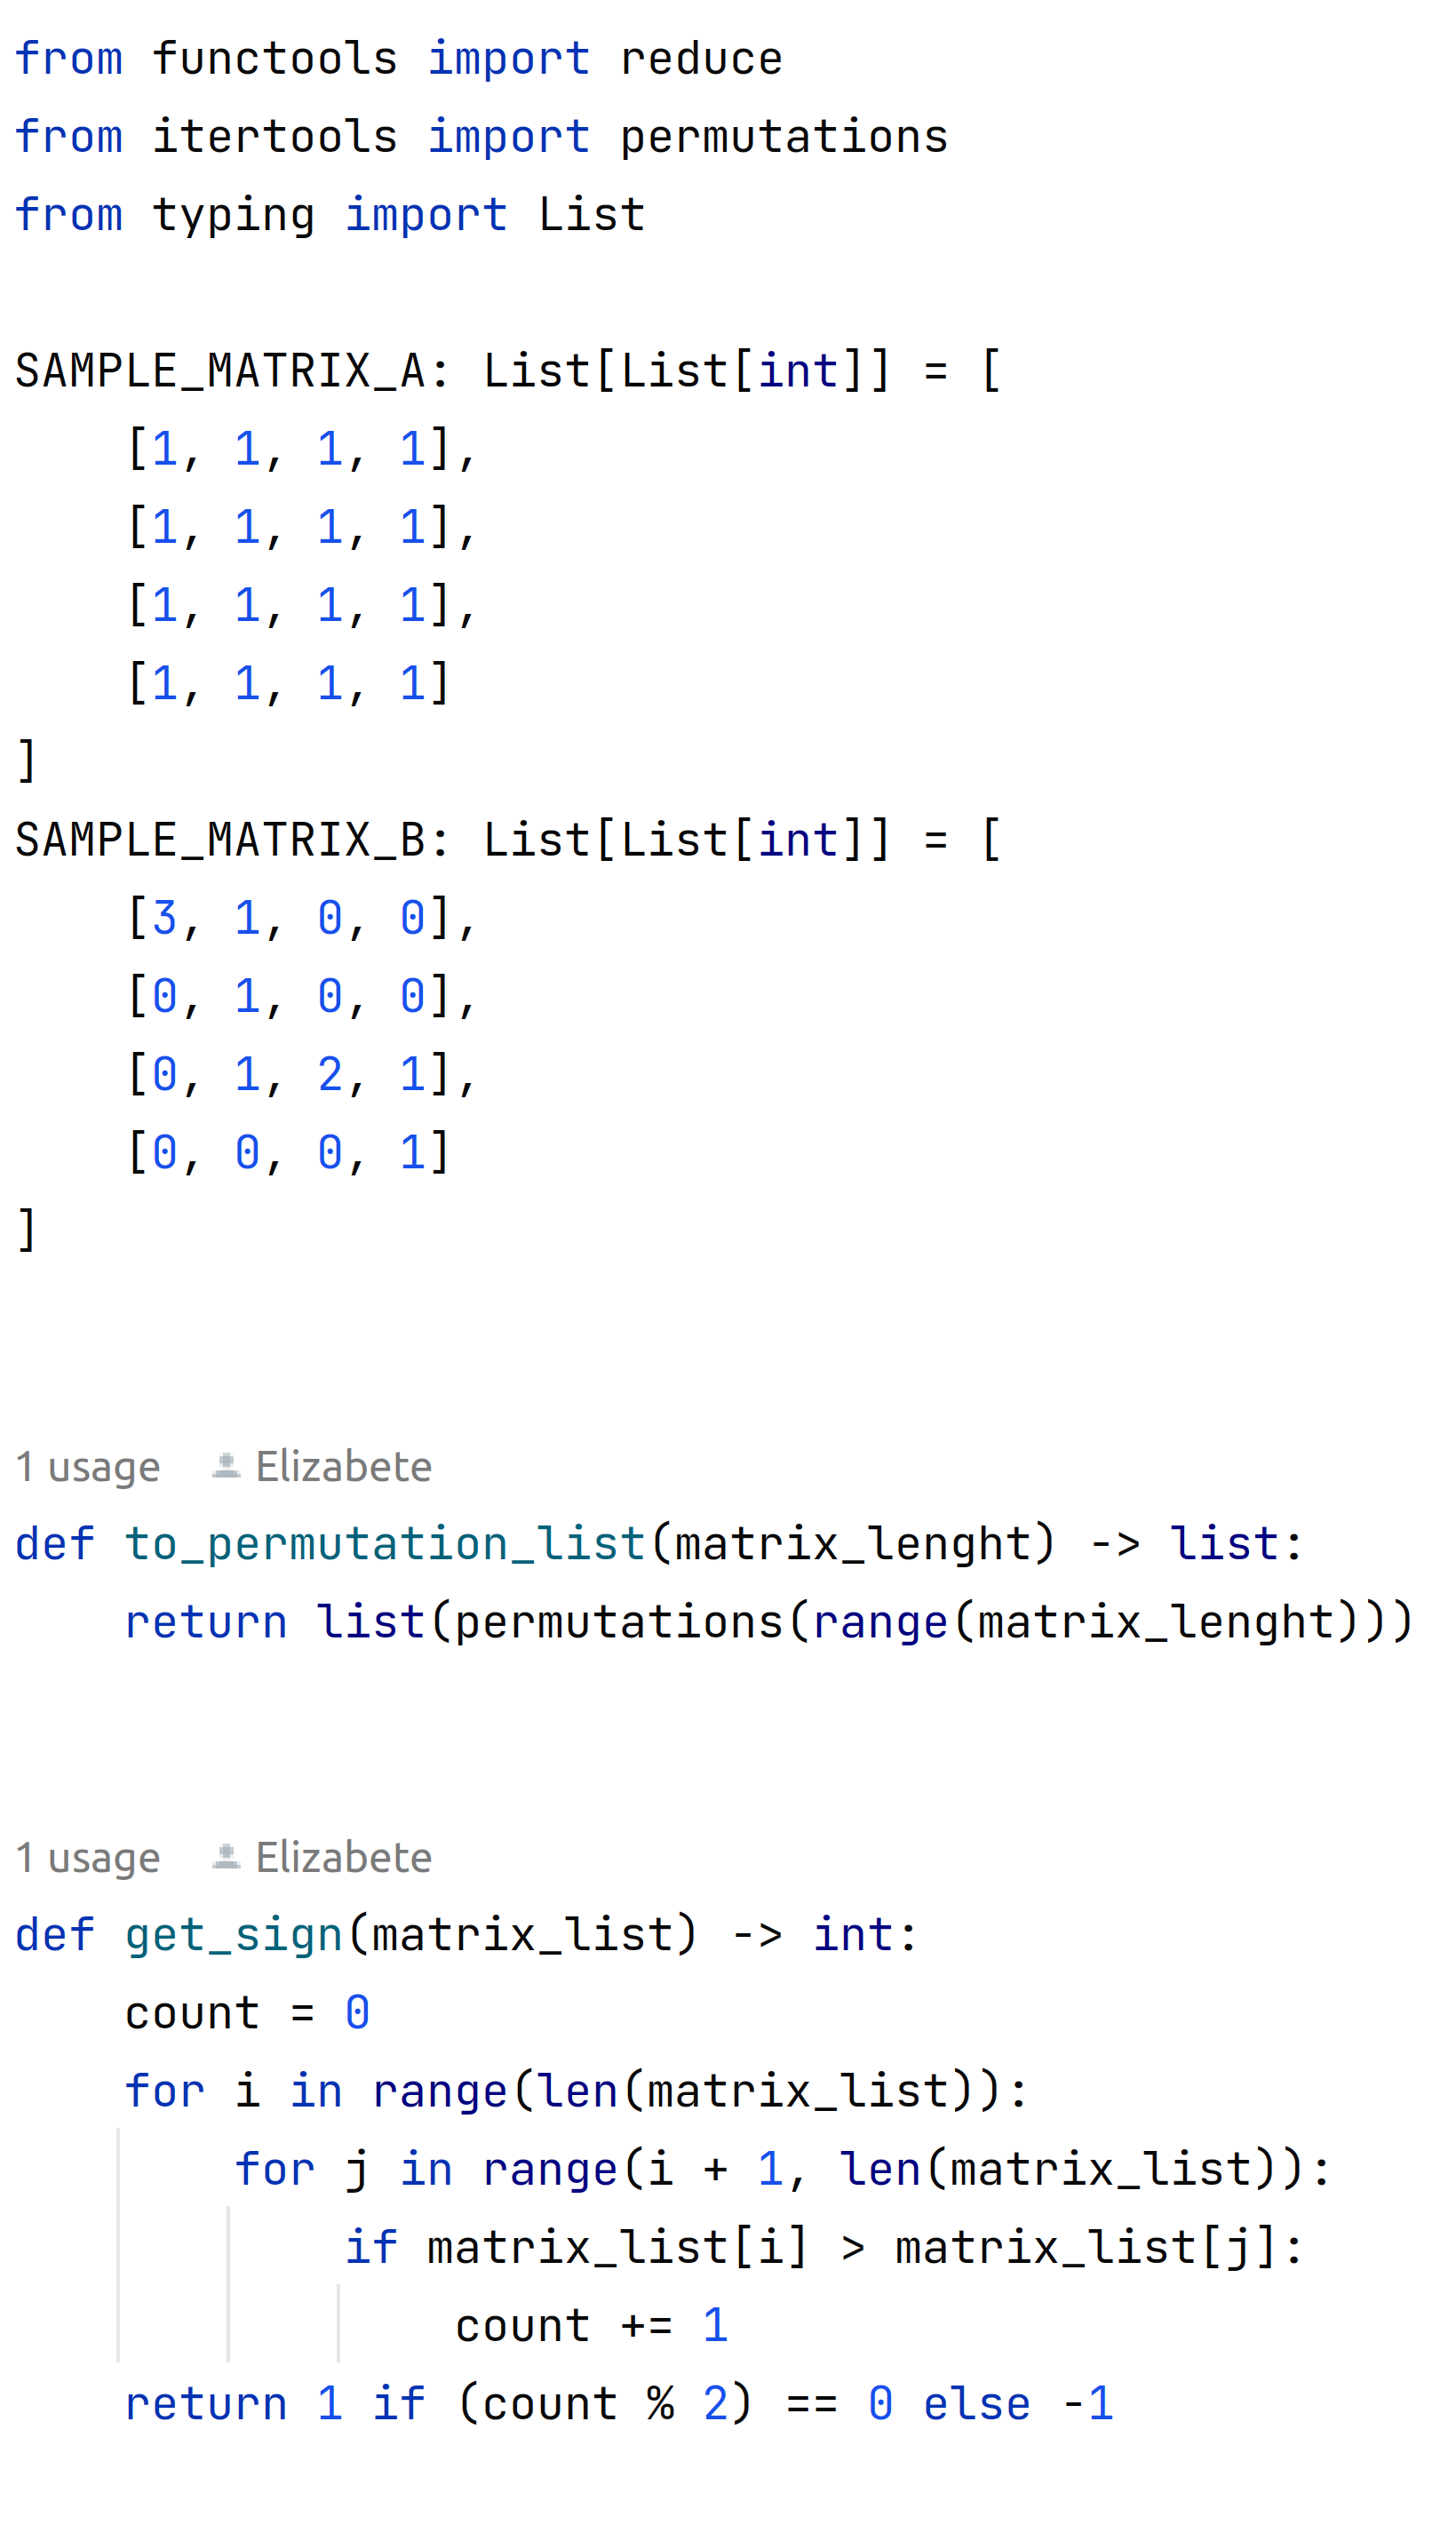 from functools import reduce
from itertools import permutations
from typing import List
SAMPLE_MATRIX_A: List[List[int]] = [
    [1, 1, 1, 1],
    [1, 1, 1, 1],
    [1, 1, 1, 1],
    [1, 1, 1, 1]
]
SAMPLE_MATRIX_B: List[List[int]] = [
    [3, 1, 0, 0],
    [0, 1, 0, 0],
    [0, 1, 2, 1],
    [0, 0, 0, 1]
]
1 usage Elizabete
def to_permutation_list(matrix_lenght) -> list:
    return list(permutations(range(matrix_lenght)))
1 usage Elizabete
def get_sign(matrix_list) -> int:
    count = 0
    for i in range(len(matrix_list)):
        for j in range(i + 1, len(matrix_list)):
            if matrix_list[i] > matrix_list[j]:
                count += 1
    return 1 if (count % 2) == 0 else -1